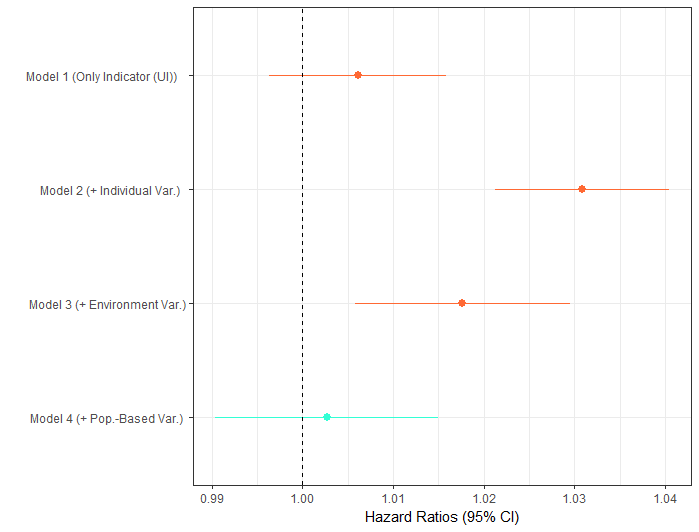 Model 1 (Only Indicator (UI))
Model 2 (+ Individual Var.)
Model 3 (+ Environment Var.)
Model 4 (+ Pop.-Based Var.)
0.99 1.00 1.01 1.02 1.03 1.04
Hazard Ratios (95% CI)